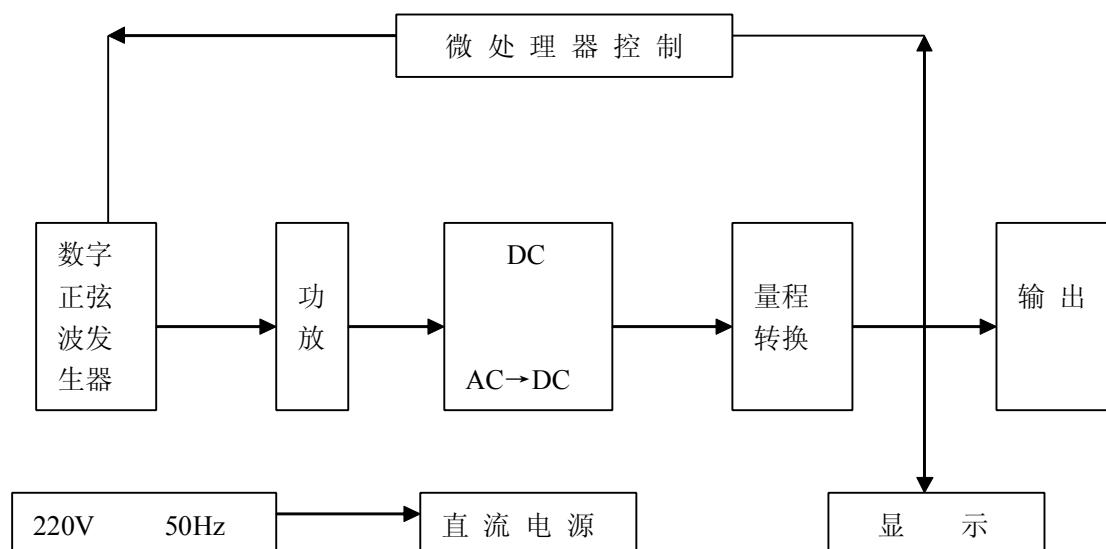 微处理器控制
数字
正弦
波发
生器
功
放
DC
AC→DC
量程
转换
输出
220V 50Hz
直流电源
显 示